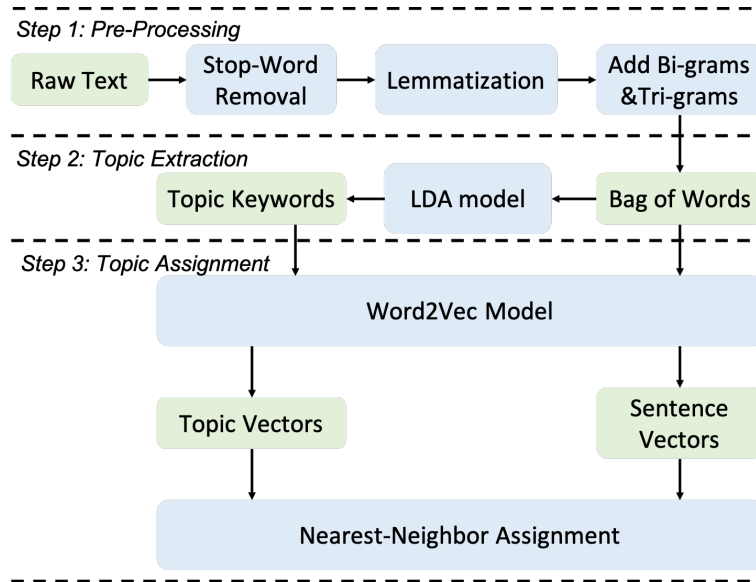 Step 1: Pre-Processing
Raw Text
Stop-Word
Removal
Lemmatization
Add Bi-grams
&Tri-grams
Step 2: Topic Extraction
Topic Keywords
LDA model
Bag of Words
Step 3: Topic Assignment
Word2Vec Model
Topic Vectors
Sentence
Vectors
Nearest-Neighbor Assignment